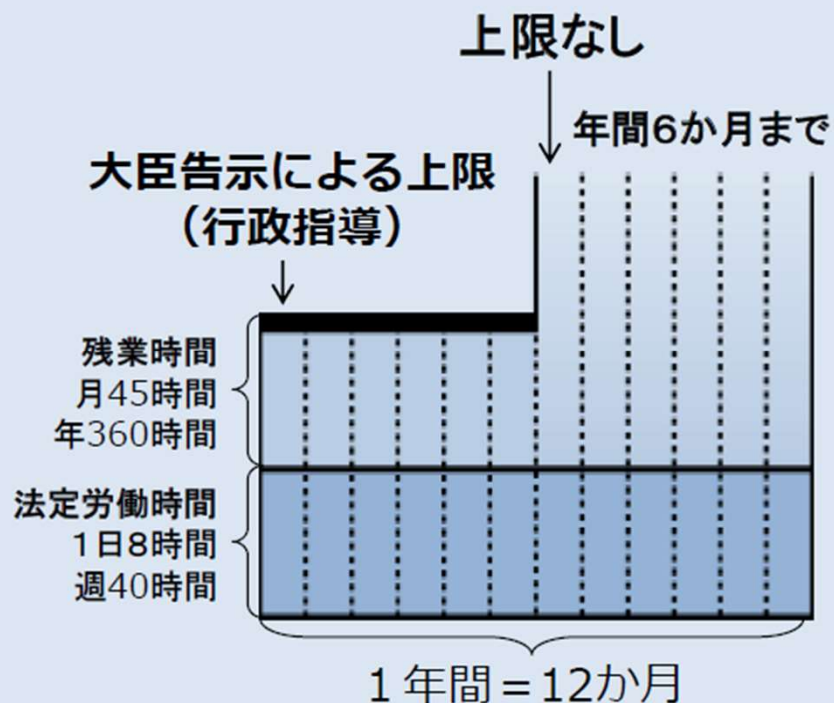 上限なし
年間6か月まで
大臣告示による上限
（行政指導）
残業時間
月45時間
年360時間
法定労働時間
1日8時間
週40時間
1年間＝12か月